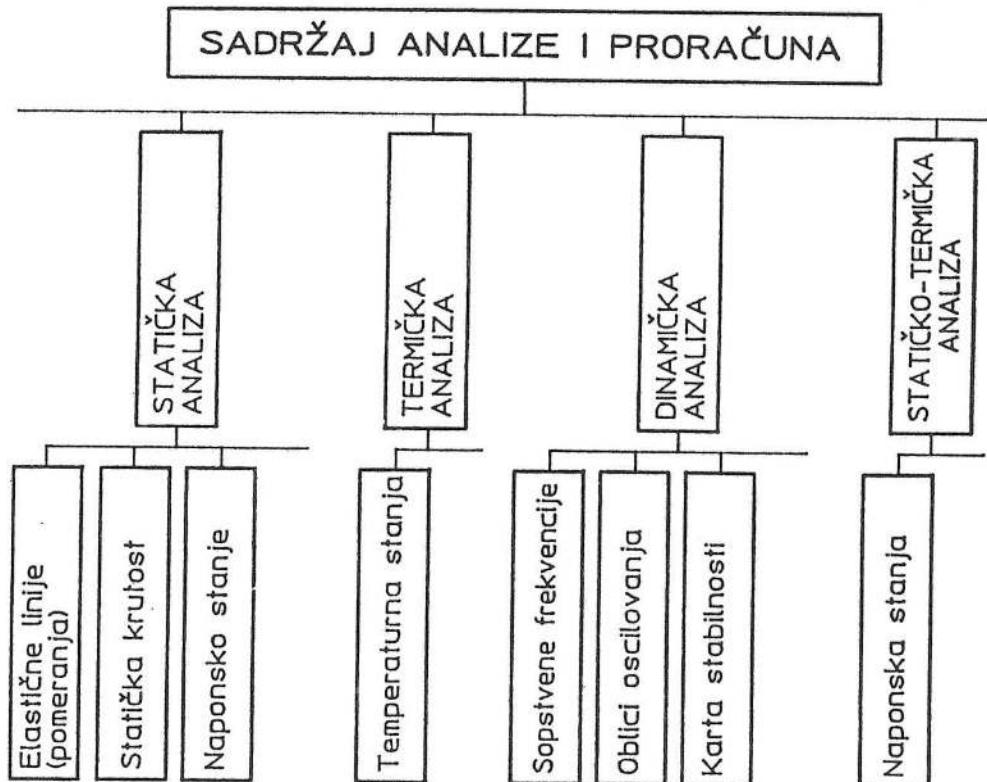 SADRŽAJ ANALIZE I PRORAČUNA
STATIČKA
ANALIZA
TERMIČKA
ANALIZA
DINAMIČKA
ANALIZA
STATIČKO-TERMIČKA
ANALIZA
Elastične linije
(pomeranja)
Statička krutost
Naponsko stanje
Temperaturna stanja
Sopstvene frekvencije
Oblici oscilovanja
Karta stabilnosti
Naponska stanja